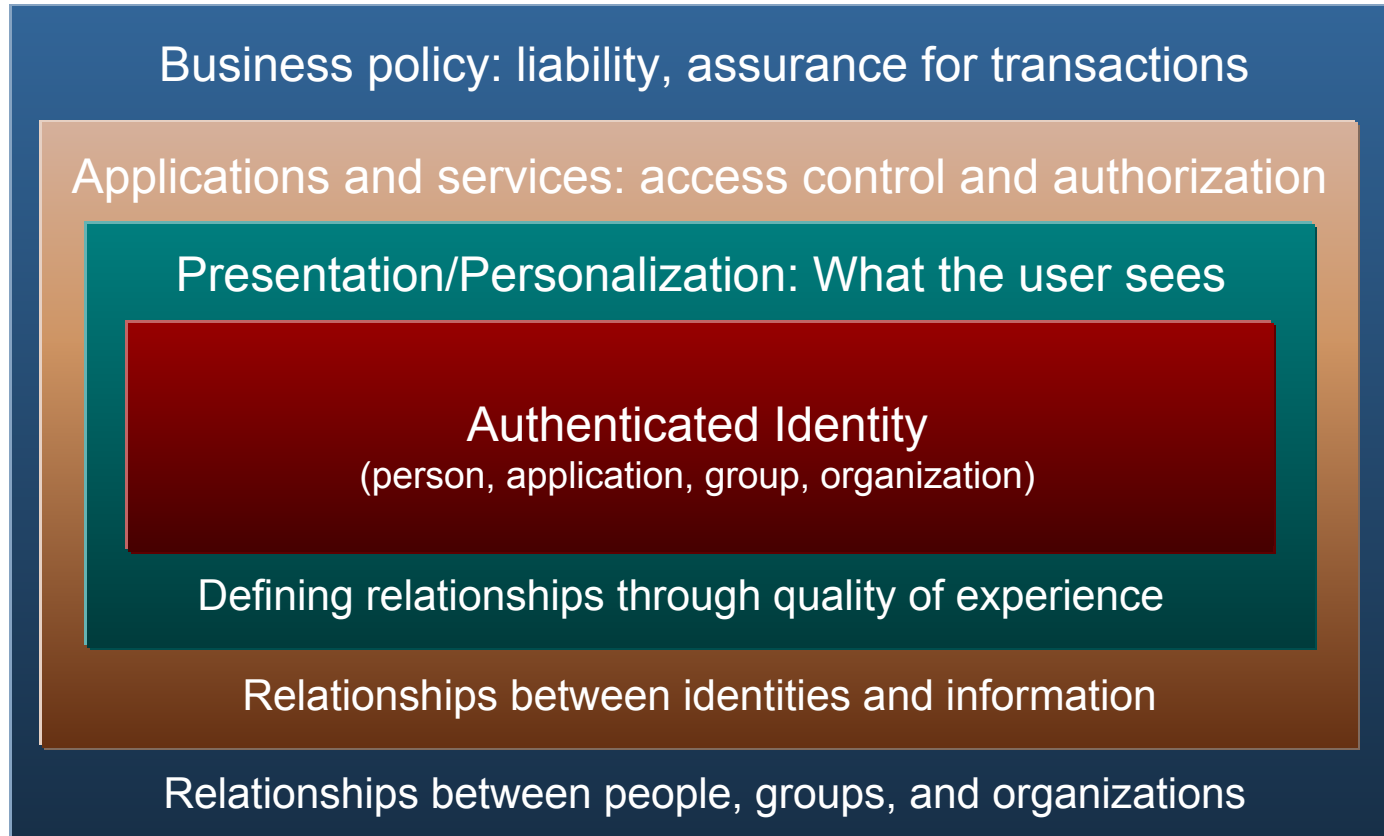 Business policy: liability, assurance for transactions
Applications and services: access control and authorization
Presentation/Personalization: What the user sees
Authenticated Identity
(person, application, group, organization)
Defining relationships through quality of experience
Relationships between identities and information
Relationships between people, groups, and organizations